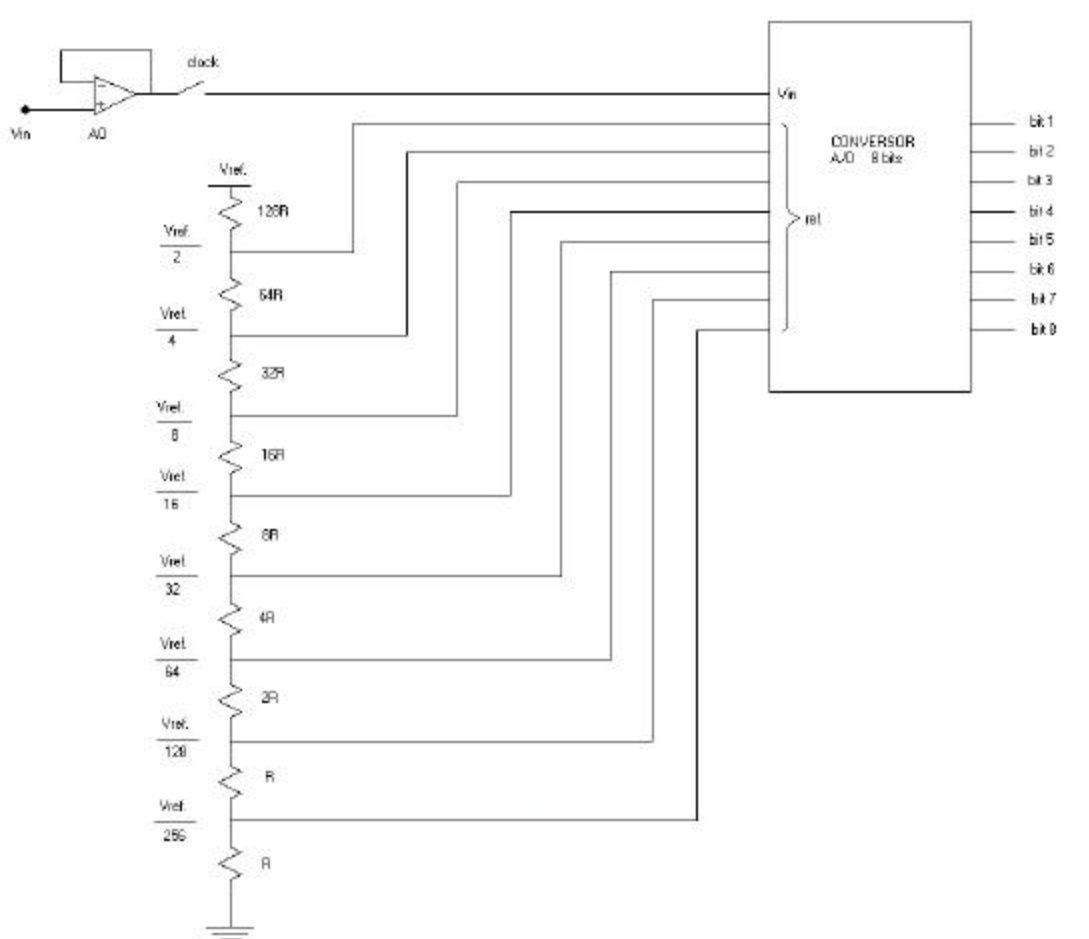 clock
Vin
A0
Vin
CONVERSOR
A/D 8 bits
ref
bit 1
bit 2
bit 3
bit 4
bit 5
bit 6
bit 7
bit 8
Vref.
128R
Vref.
2
64R
Vref.
4
32R
Vref.
8
16R
Vref.
16
8R
Vref.
32
4R
Vref.
64
2R
Vref.
128
R
Vref.
256
R